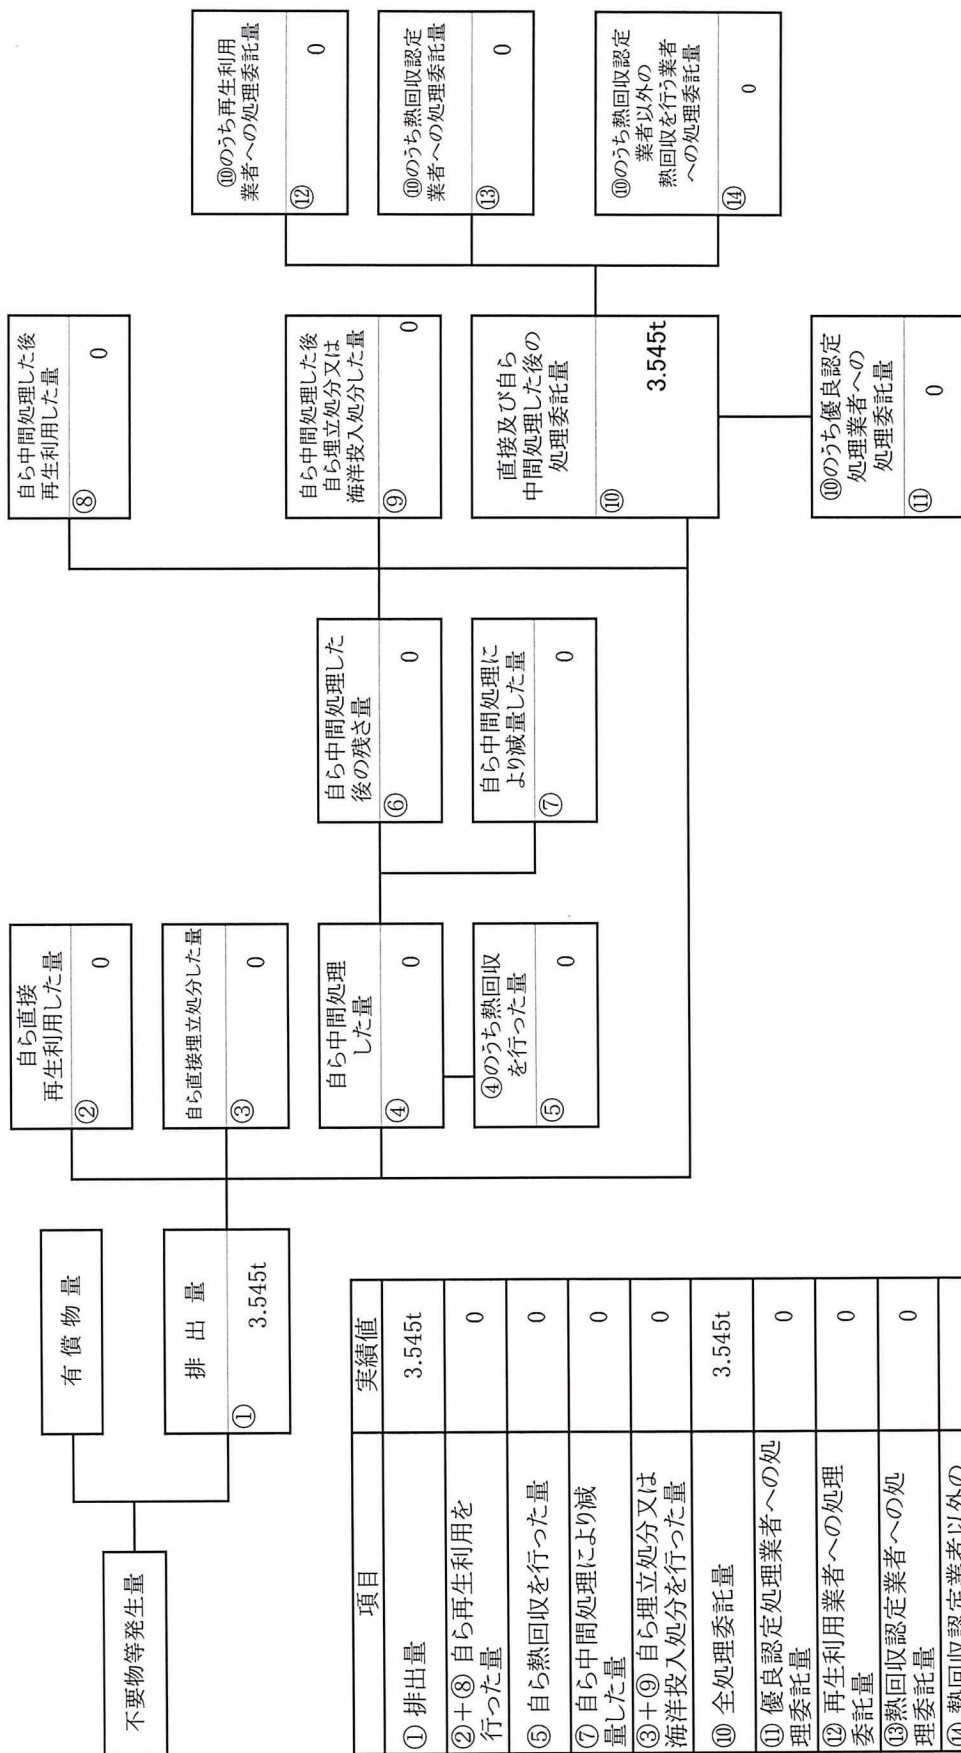 不要物等発生量
有償物量
排出量
①
3.545t
自ら直接
再生利用した量
②
0
自ら直接埋立処分した量
③
0
自ら中間処理
した量
④
0
④のうち熱回収
を行った量
⑤
0
自ら中間処理した
後の残さ量
⑥
0
自ら中間処理に
より減量した量
⑦
0
自ら中間処理した後
再生利用した量
⑧
0
自ら中間処理した後
自ら埋立処分又は
海洋投入処分した量
⑨
0
直接及び自ら
中間処理した後の
処理委託量
⑩
3.545t
⑩のうち優良認定
処理業者への
処理委託量
⑪
0
⑩のうち再生利用
業者への処理委託量
⑫
0
⑩のうち熱回収認定
業者への処理委託量
⑬
0
⑩のうち熱回収認定
業者以外の
熱回収を行う業者
への処理委託量
⑭
0
項目 実績値
① 排出量 3.545t
②+⑧ 自ら再生利用を
行った量 0
⑤ 自ら熱回収を行った量 0
⑦ 自ら中間処理により減
量した量 0
③+⑨ 自ら埋立処分又は
海洋投入処分を行った量 0
⑩ 全処理委託量 3.545t
⑪ 優良認定処理業者への処
理委託量 0
⑫ 再生利用業者への処理
委託量 0
⑬熱回収認定業者への処
理委託量 0
⑭ 熱回収認定業者以外の